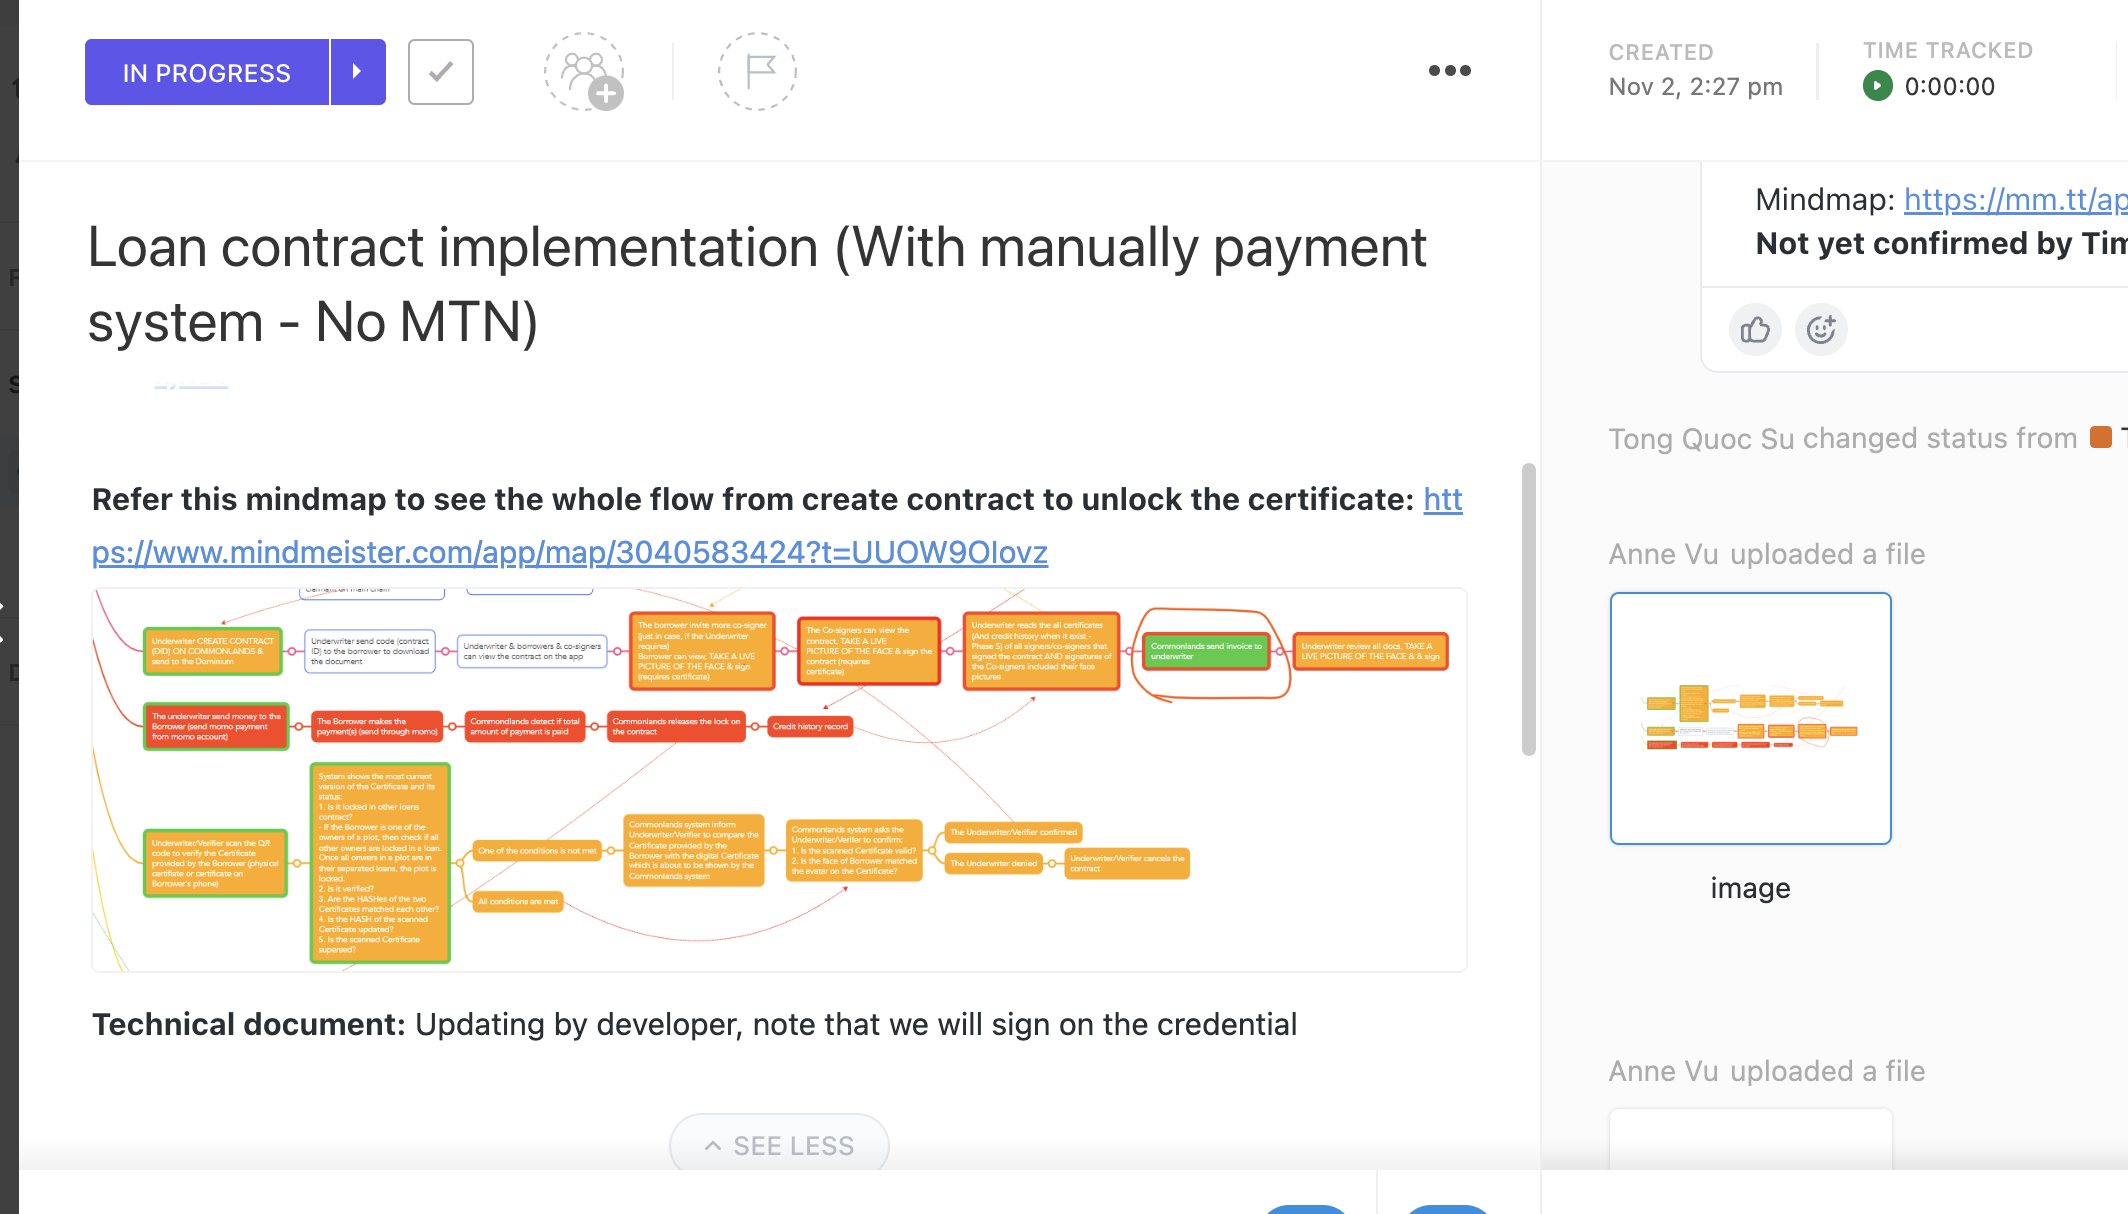 IN PROGRESS
CREATED
Nov 2, 2:27 pm
TIME TRACKED
0:00:00
Loan contract implementation (With manually payment
system - No MTN)
Refer this mindmap to see the whole flow from create contract to unlock the certificate: htt
ps://www.mindmeister.com/app/map/3040583424?t=UUOW9OIovz
Underwriter CREATE CONTRACT
(DID) ON COMMONLANDS &
send to the Dominium
Underwriter send code (contract
ID) to the borrower to download
the document
Underwriter & borrowers & co-signers
can view the contract on the app
The borrower invite more co-signer
(just in case, if the Underwriter
requires)
Borrower can view, TAKE A LIVE
PICTURE OF THE FACE & sign
(requires certificate)
The Co-signers can view the
contract, TAKE A LIVE
PICTURE OF THE FACE & sign the
contract (requires
certificate)
Underwriter reads the all certificates
(And credit history when it exist -
Phase 5) of all signers/co-signers that
signed the contract AND signatures of
the Co-signers included their face
pictures
Commonlands send invoice to
underwriter
Underwriter review all docs, TAKE A
LIVE PICTURE OF THE FACE & & sign
The underwriter send money to the
Borrower (send momo payment
from momo account)
The Borrower makes the
payment(s) (send through momo)
Commondlands detect if total
amount of payment is paid
Commonlands releases the lock on
the contract
Credit history record
Underwriter/Verifier scan the QR
code to verify the Certificate
provided by the Borrower (physical
certifiate or certificate on
Borrower's phone)
System shows the most current
version of the Certificate and its
status:
1. Is it locked in other loans
contract?
- If the Borrower is one of the
owners of a plot, then check if all
other owners are locked in a loan.
Once all onwers in a plot are in
their separated loans, the plot is
locked.
2. Is it verified?
3. Are the HASHes of the two
Certificates matched each other?
4. Is the HASH of the scanned
Certificate updated?
5. Is the scanned Certificate
supersed?
One of the conditions is not met
All conditions are met
Commonlands system inform
Underwriter/Verifier to compare the
Certificate provided by the
Borrower with the digital Certificate
which is about to be shown by the
Commonlands system
Commonlands system asks the
Underwriter/Verifer to confirm:
1. Is the scanned Certificate valid?
2. Is the face of Borrower matched
the avatar on the Certificate?
The Underwriter/Verifier confirmed
The Underwriter denied
Underwriter/Verifier cancels the
contract
Technical document: Updating by developer, note that we will sign on the credential
SEE LESS
Mindmap: https://mm.tt/ap
Not yet confirmed by Tim
Tong Quoc Su changed status from
Anne Vu uploaded a file
image
Anne Vu uploaded a file